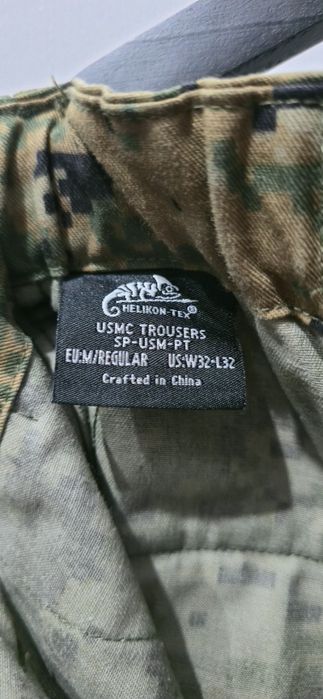 HELIKON-TEX®
USMC TROUSERS
SP-USM-PT
EU:M/REGULAR US:W32-L32
Crafted in China